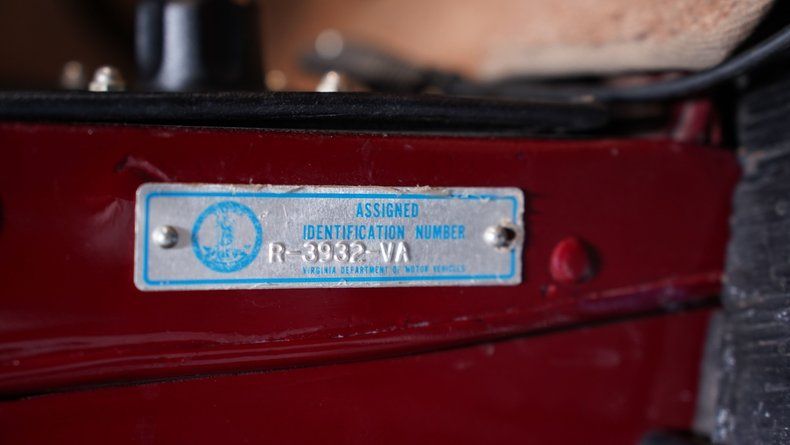 ASSIGNED
IDENTIFICATION NUMBER
R-3932-VA
VIRGINIA DEPARTMENT OF MOTOR VEHICLES